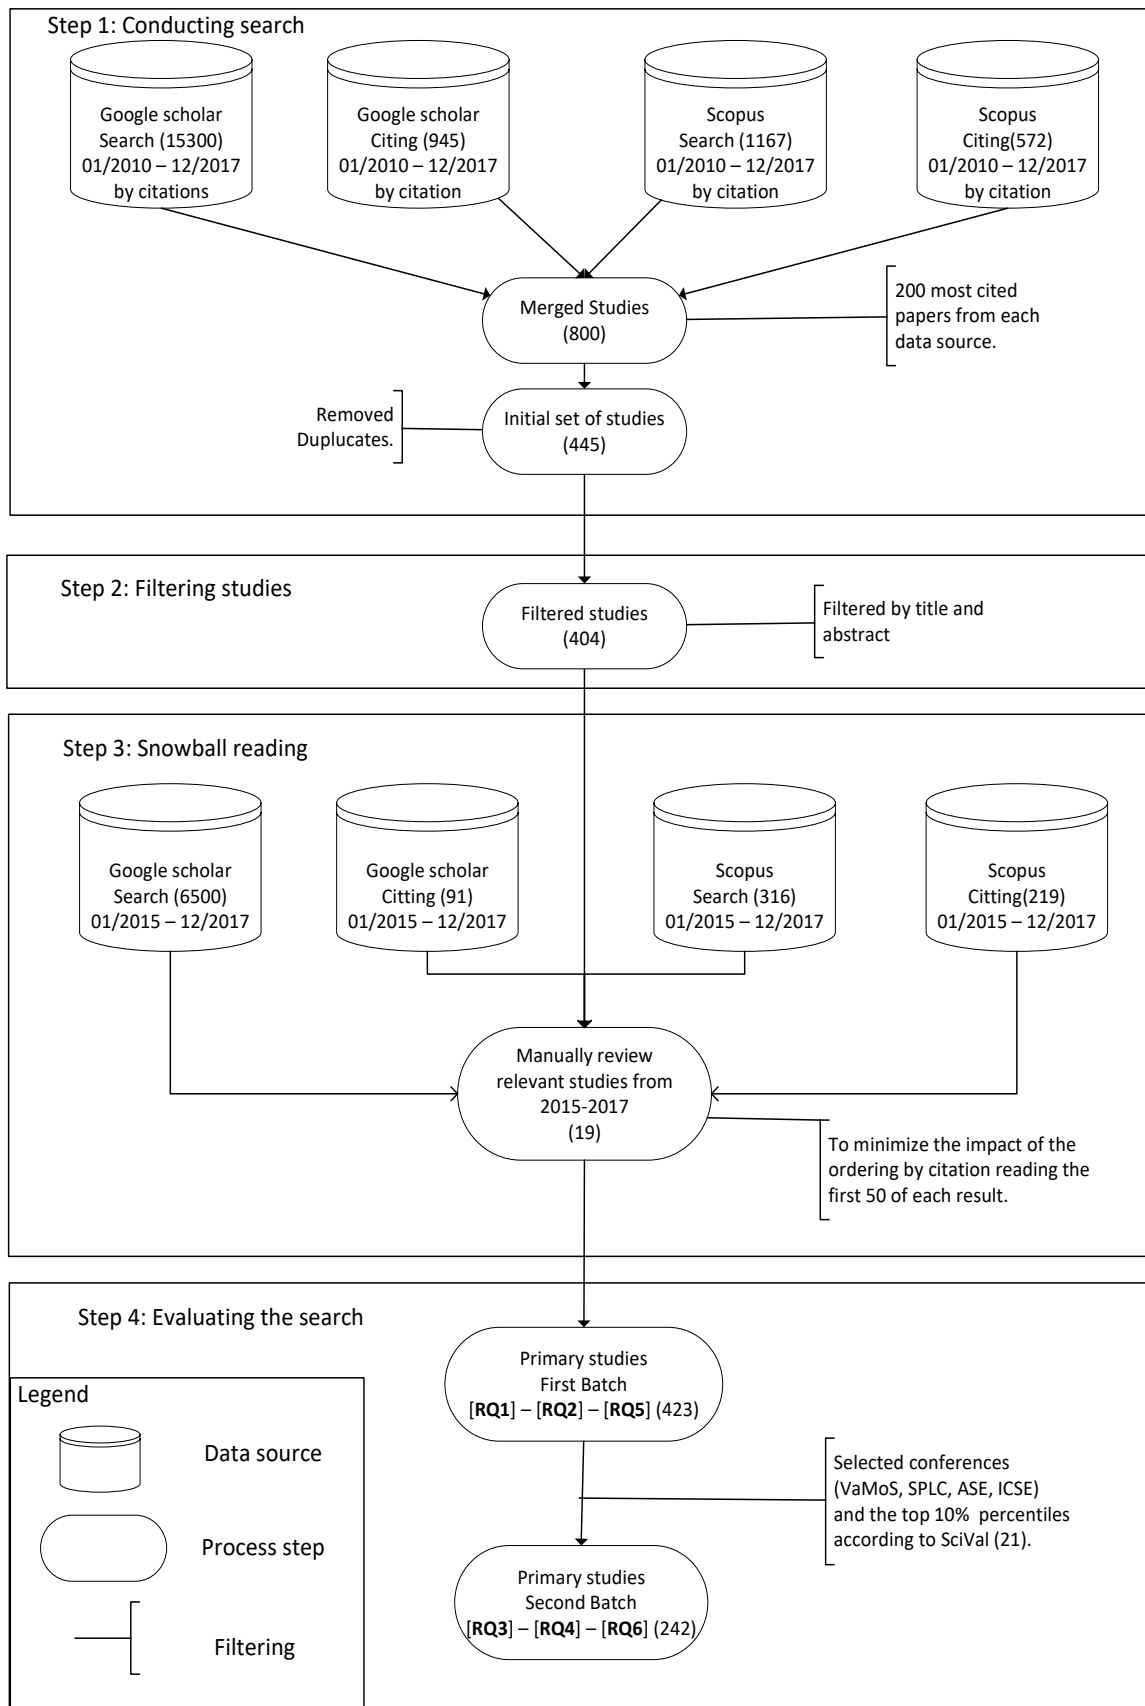 Step 1: Conducting search
Google scholar
Search (15300)
01/2010 – 12/2017
by citations
Google scholar
Citing (945)
01/2010 – 12/2017
by citation
Scopus
Search (1167)
01/2010 – 12/2017
by citation
Scopus
Citing(572)
01/2010 – 12/2017
by citation
Merged Studies
(800)
200 most cited
papers from each
data source.
Removed
Duplucates.
Initial set of studies
(445)
Step 2: Filtering studies
Filtered studies
(404)
Filtered by title and
abstract
Step 3: Snowball reading
Google scholar
Search (6500)
01/2015 – 12/2017
Google scholar
Citting (91)
01/2015 – 12/2017
Scopus
Search (316)
01/2015 – 12/2017
Scopus
Citting(219)
01/2015 – 12/2017
Manually review
relevant studies from
2015-2017
(19)
To minimize the impact of the
ordering by citation reading the
first 50 of each result.
Step 4: Evaluating the search
Primary studies
First Batch
[RQ1] – [RQ2] – [RQ5] (423)
Selected conferences
(VaMoS, SPLC, ASE, ICSE)
and the top 10% percentiles
according to SciVal (21).
Primary studies
Second Batch
[RQ3] – [RQ4] – [RQ6] (242)
Legend
Data source
Process step
Filtering